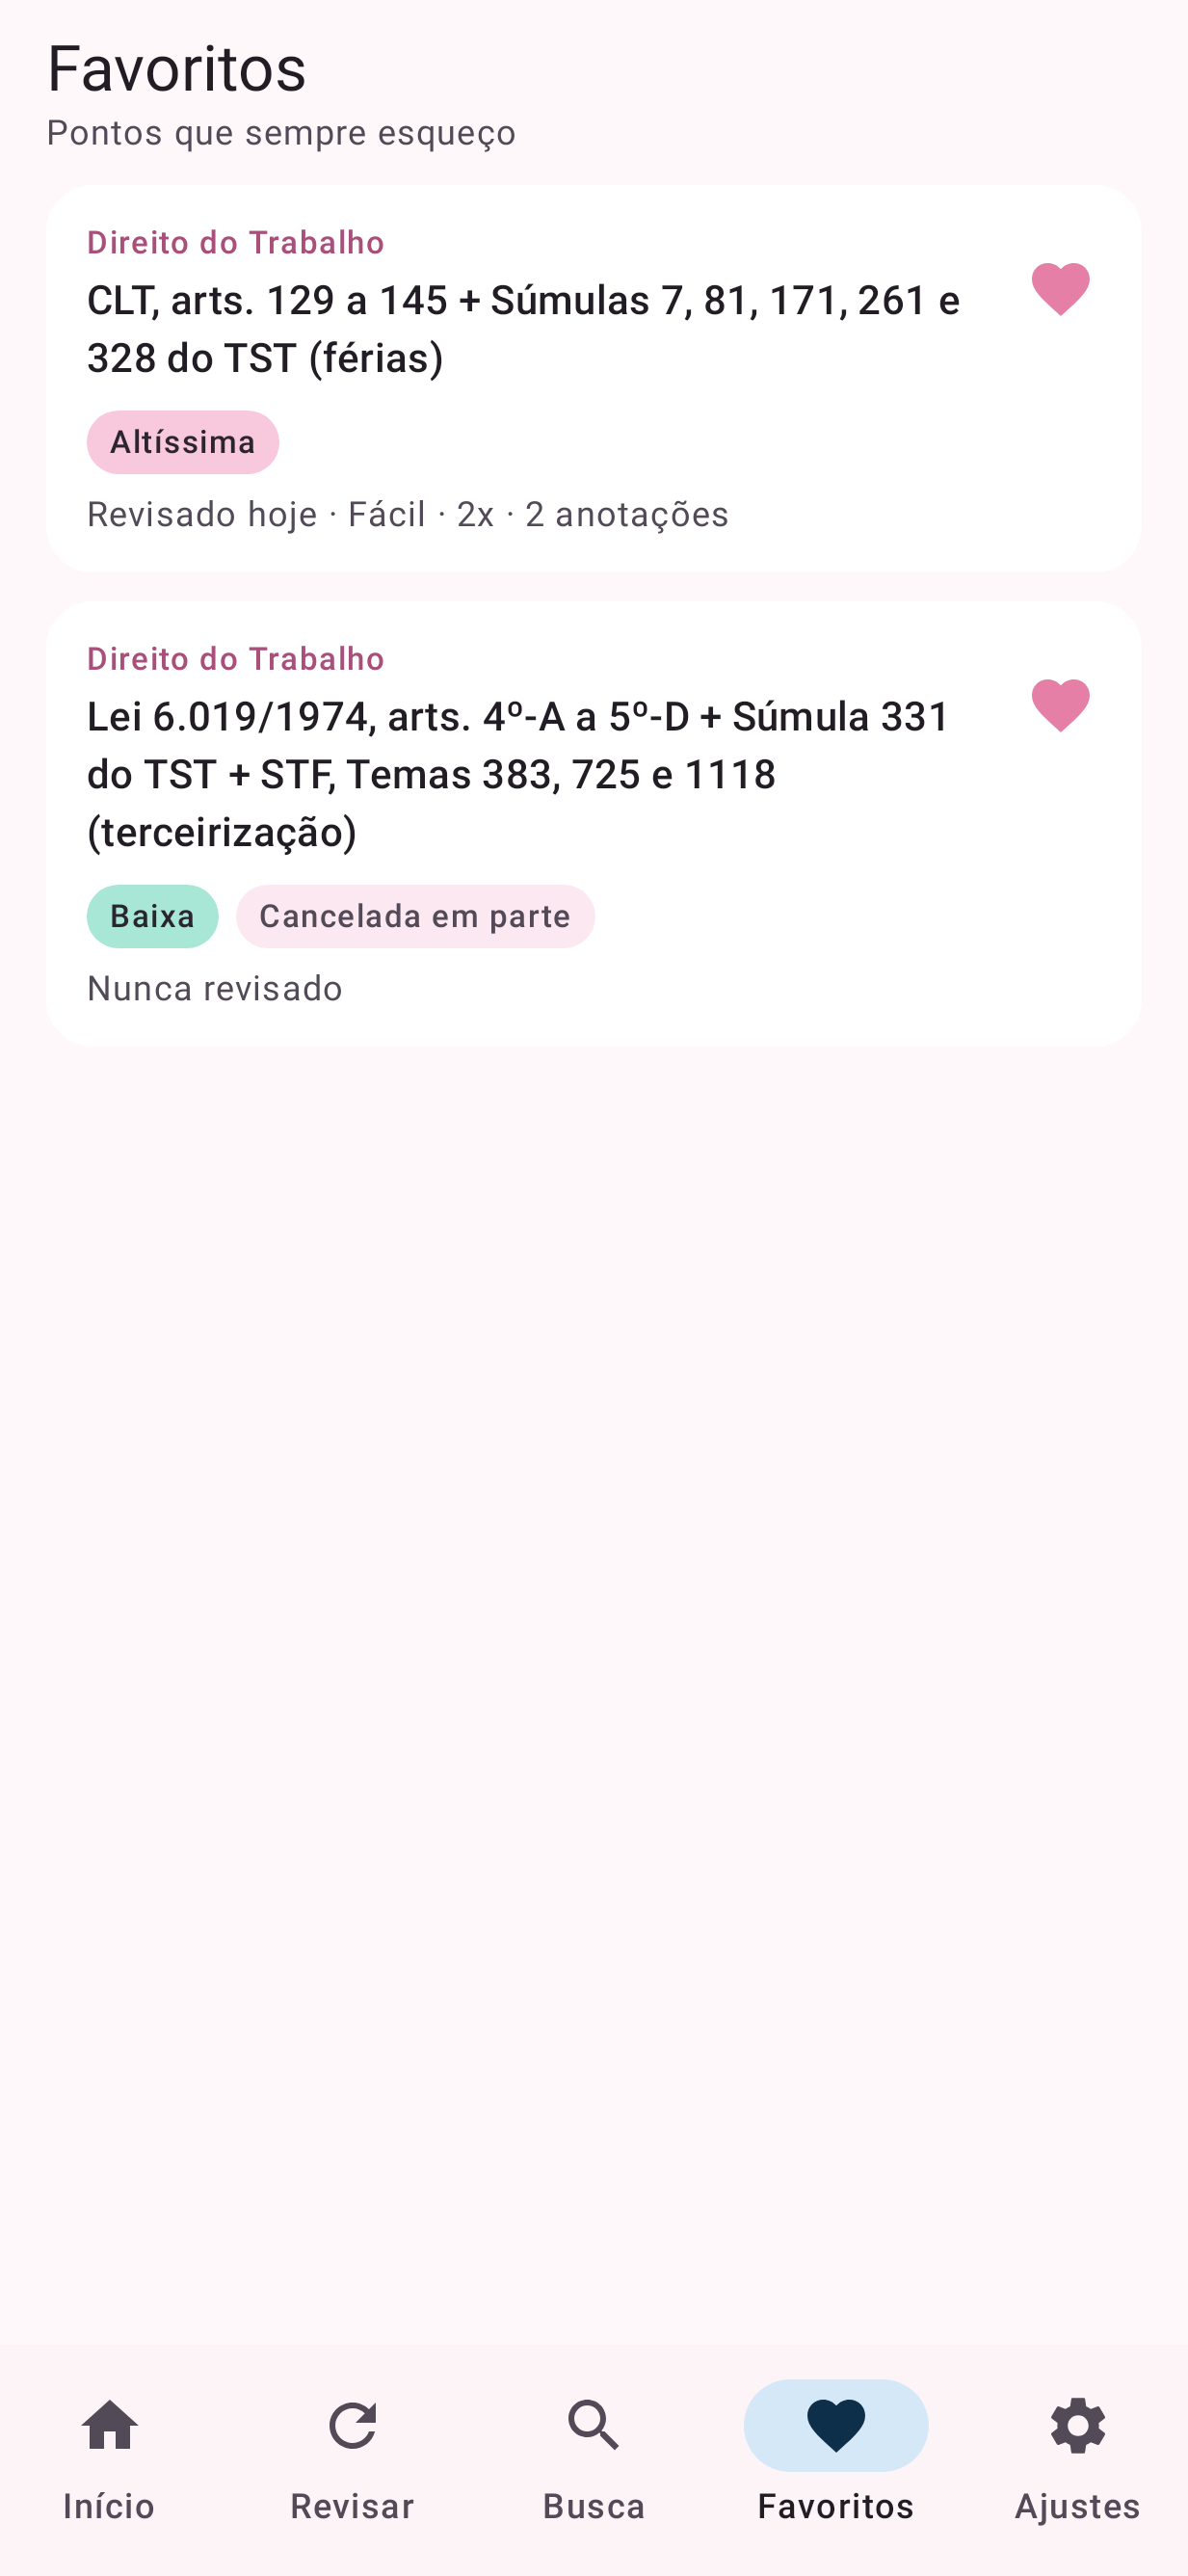 Favoritos
Pontos que sempre esqueço
Direito do Trabalho
CLT, arts. 129 a 145 + Súmulas 7, 81, 171, 261 e
328 do TST (férias)
Altíssima
Revisado hoje · Fácil · 2x · 2 anotações
Direito do Trabalho
Lei 6.019/1974, arts. 4º-A a 5º-D + Súmula 331
do TST + STF, Temas 383, 725 e 1118
(terceirização)
Baixa Cancelada em parte
Nunca revisado
Início Revisar Busca Favoritos Ajustes